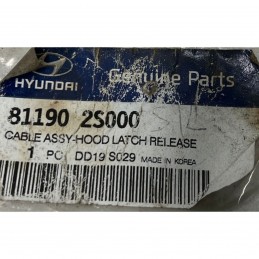 HYUNDAI
Genuine Parts
81190 2S000
CABLE ASSY-HOOD LATCH RELEASE
1 PC DD19 S029 MADE IN KOREA